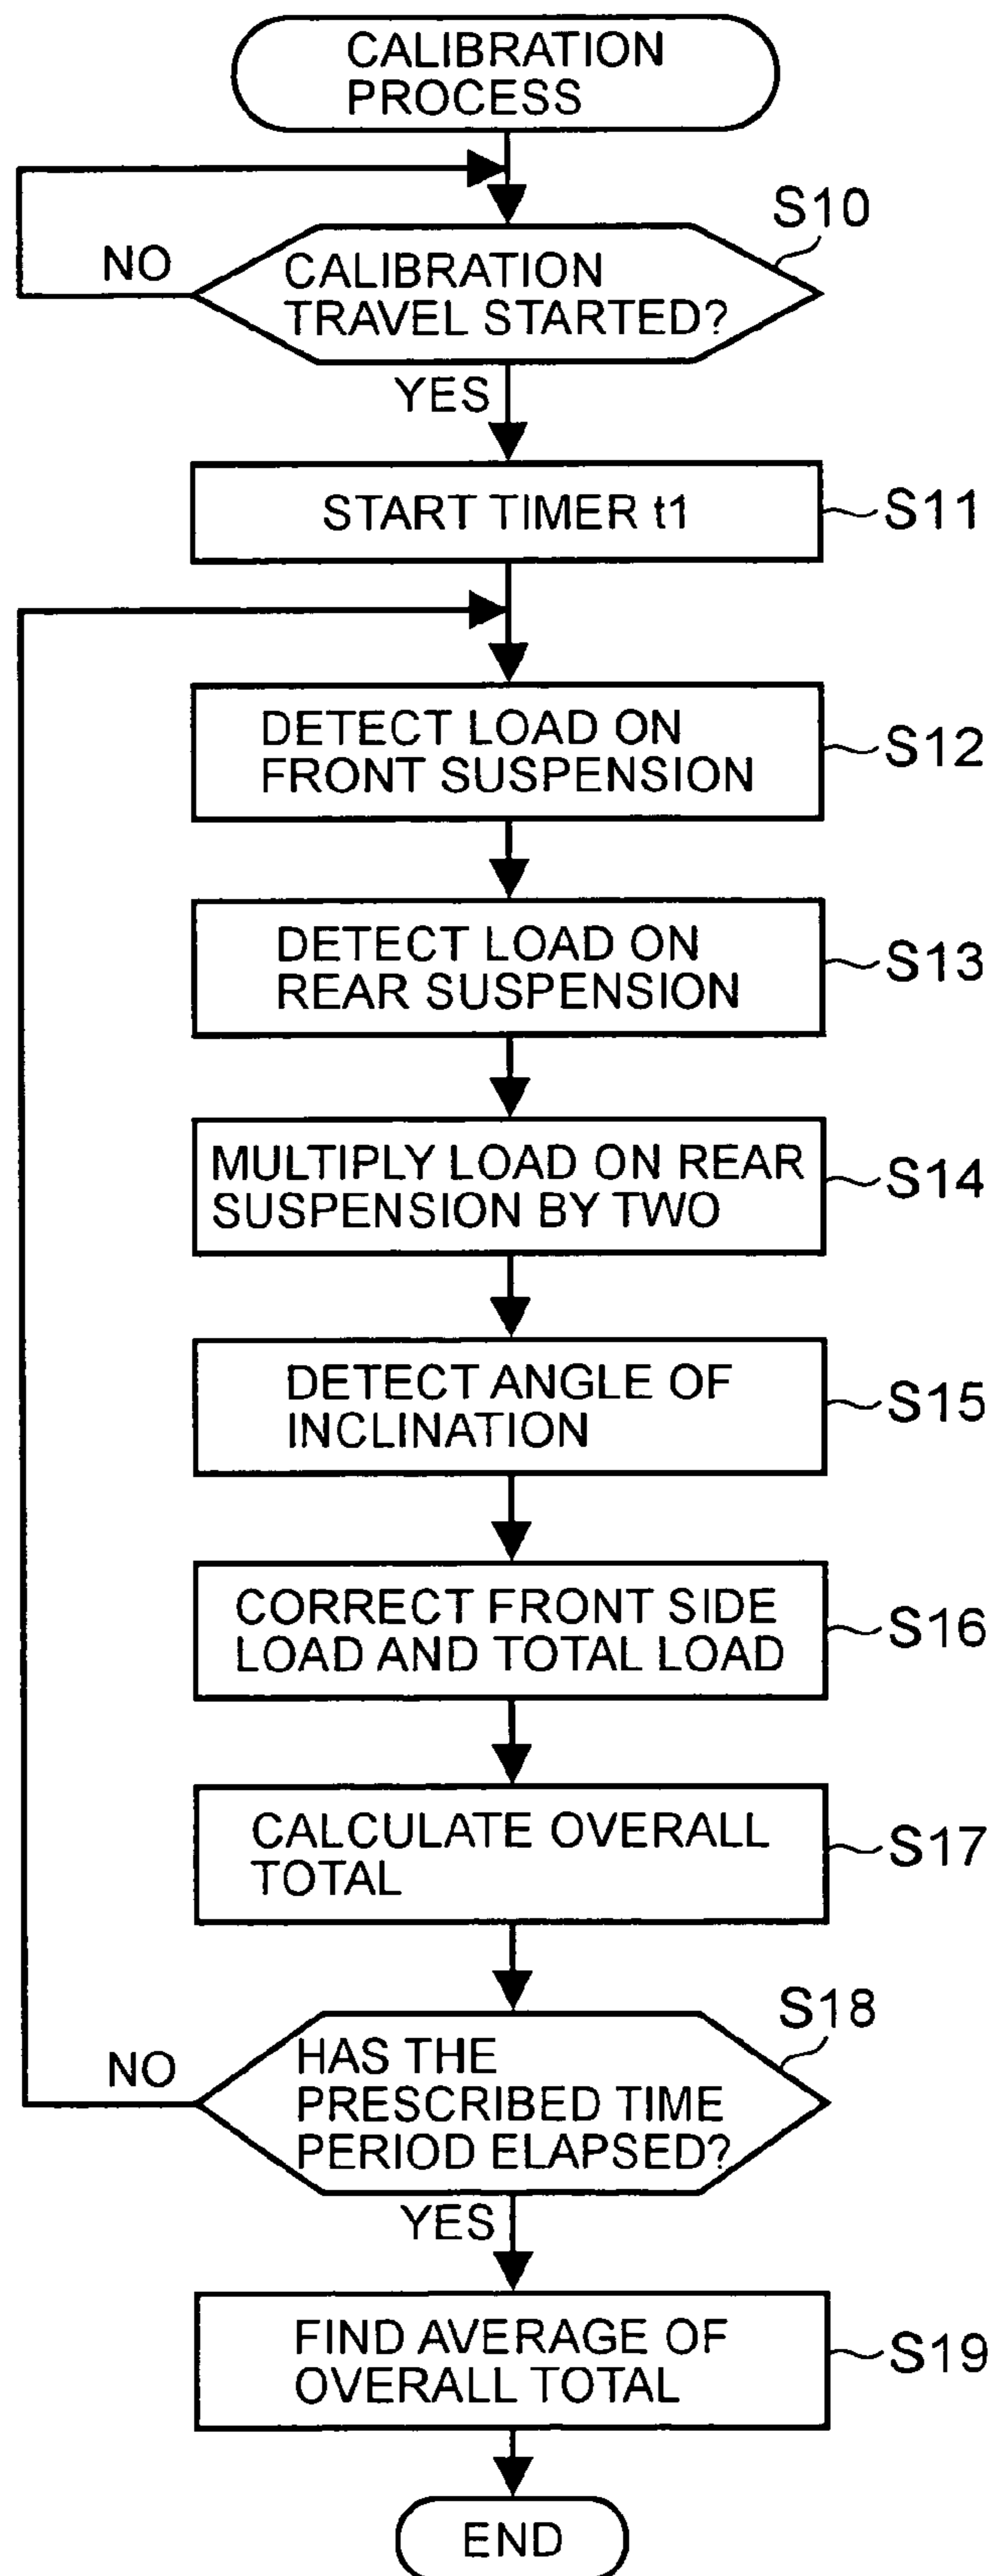 CALIBRATION
PROCESS
S10
NO
CALIBRATION
TRAVEL STARTED?
YES
START TIMER t1
S11
DETECT LOAD ON
FRONT SUSPENSION
S12
DETECT LOAD ON
REAR SUSPENSION
S13
MULTIPLY LOAD ON REAR
SUSPENSION BY TWO
S14
DETECT ANGLE OF
INCLINATION
S15
CORRECT FRONT SIDE
LOAD AND TOTAL LOAD
S16
CALCULATE OVERALL
TOTAL
S17
S18
NO
HAS THE
PRESCRIBED TIME
PERIOD ELAPSED?
YES
FIND AVERAGE OF
OVERALL TOTAL
S19
END